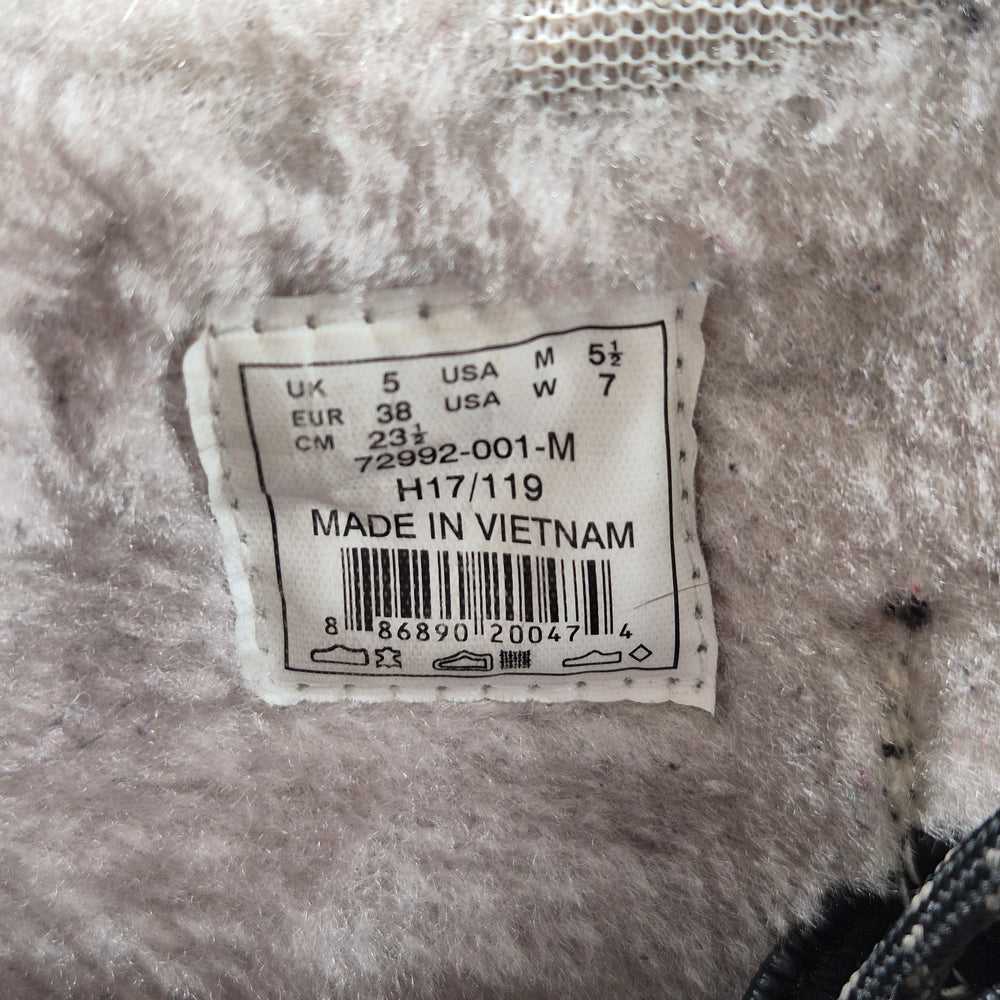 UK 5 USA M 5½
EUR 38 USA W 7
CM 23½
72992-001-M
H17/119
MADE IN VIETNAM
8 86890 20047 4